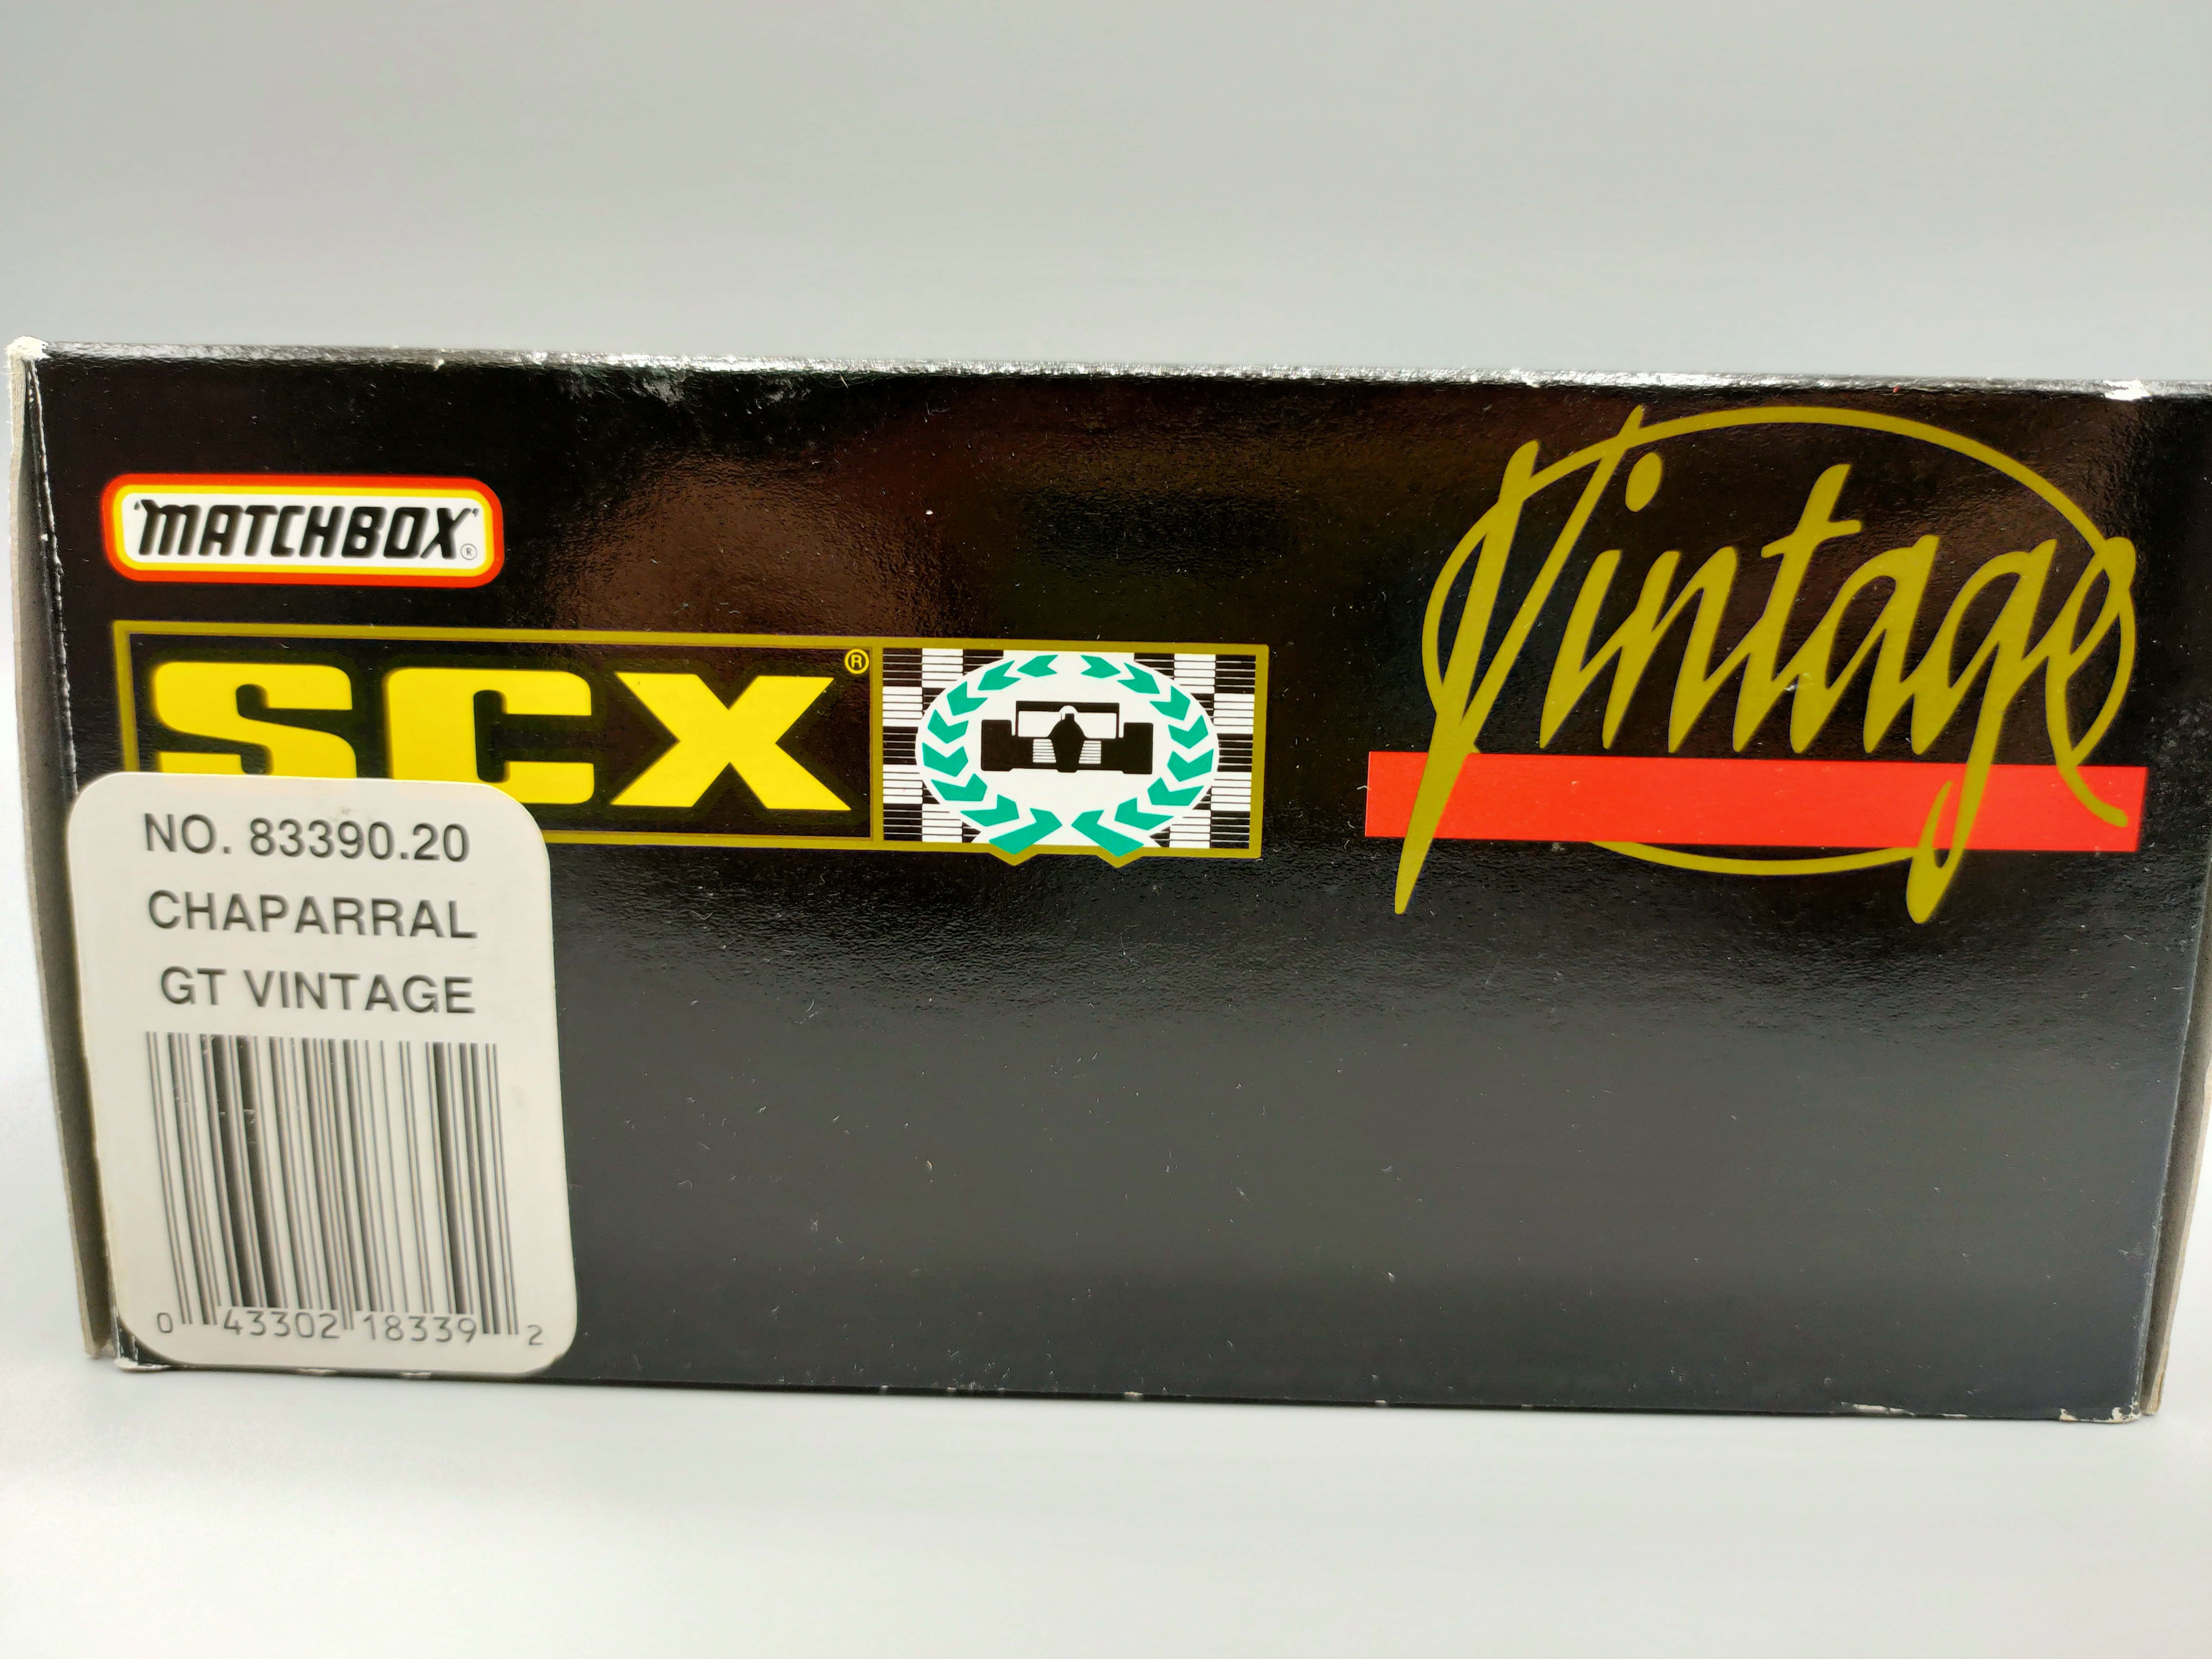 'MATCHBOX'®
SCX®
Vintage
NO. 83390.20
CHAPARRAL
GT VINTAGE
0 43302 18339 2